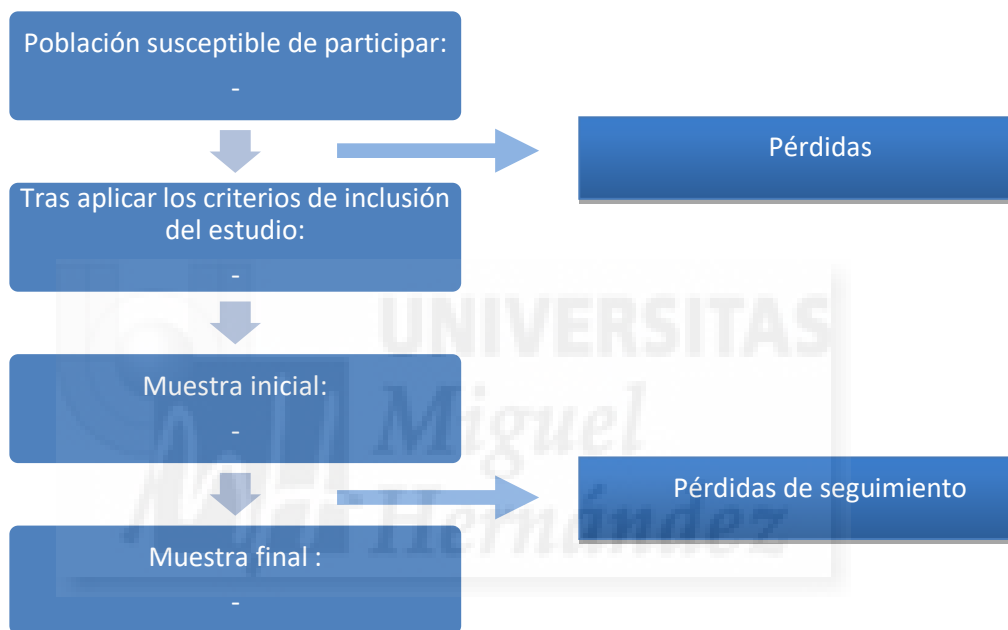 Población susceptible de participar:
-
Pérdidas
Tras aplicar los criterios de inclusión
del estudio:
-
UNIVERSITAS
Miguel
Hernández
Muestra inicial:
-
Pérdidas de seguimiento
Muestra final :
-